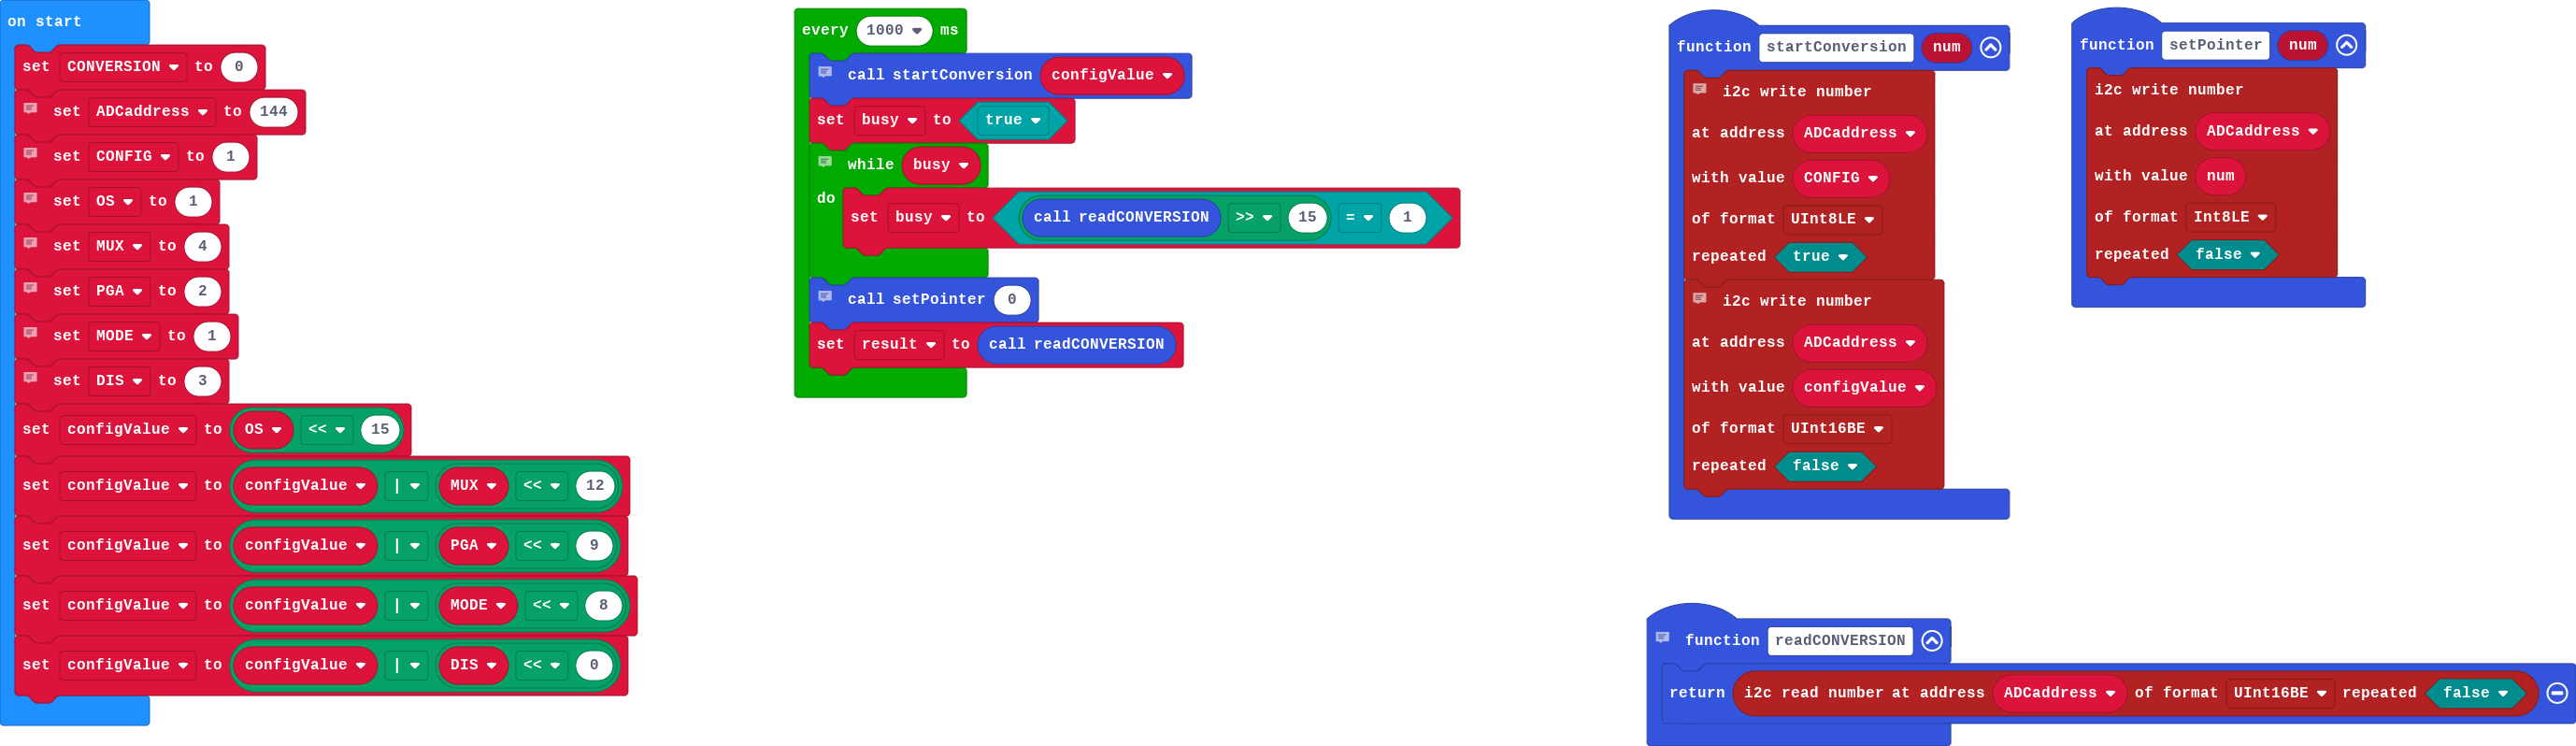 on start
set CONVERSION to 0
set ADCaddress to 144
set CONFIG to 1
set OS to 1
set MUX to 4
set PGA to 2
set MODE to 1
set DIS to 3
set configValue to OS << 15
set configValue to configValue | MUX << 12
set configValue to configValue | PGA << 9
set configValue to configValue | MODE << 8
set configValue to configValue | DIS << 0
every 1000 ms
call startConversion configValue
set busy to true
while busy
do
set busy to call readCONVERSION >> 15 = 1
call setPointer 0
set result to call readCONVERSION
function startConversion num
i2c write number
at address ADCaddress
with value CONFIG
of format UInt8LE
repeated true
i2c write number
at address ADCaddress
with value configValue
of format UInt16BE
repeated false
function setPointer num
i2c write number
at address ADCaddress
with value num
of format Int8LE
repeated false
function readCONVERSION
return i2c read number at address ADCaddress of format UInt16BE repeated false